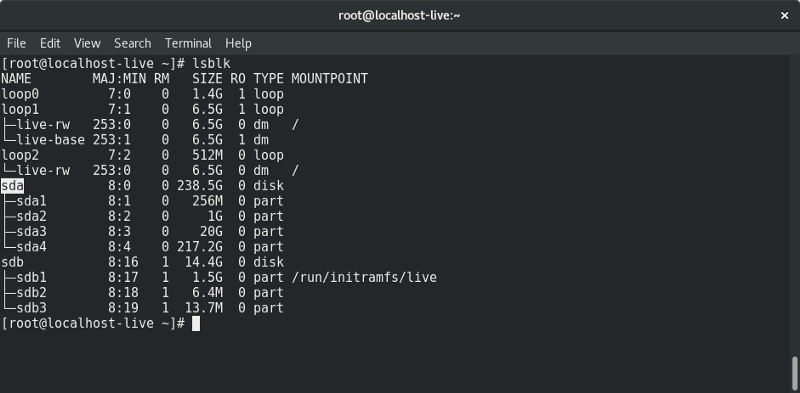 root@localhost-live:~ ×
File Edit View Search Terminal Help
[root@localhost-live ~]# lsblk
NAME        MAJ:MIN RM   SIZE RO TYPE MOUNTPOINT
loop0         7:0    0   1.4G  1 loop
loop1         7:1    0   6.5G  1 loop
├─live-rw   253:0    0   6.5G  0 dm   /
└─live-base 253:1    0   6.5G  1 dm
loop2         7:2    0   512M  0 loop
└─live-rw   253:0    0   6.5G  0 dm   /
sda           8:0    0 238.5G  0 disk
├─sda1        8:1    0   256M  0 part
├─sda2        8:2    0     1G  0 part
├─sda3        8:3    0    20G  0 part
└─sda4        8:4    0 217.2G  0 part
sdb           8:16   1  14.4G  0 disk
├─sdb1        8:17   1   1.5G  0 part /run/initramfs/live
├─sdb2        8:18   1   6.4M  0 part
└─sdb3        8:19   1  13.7M  0 part
[root@localhost-live ~]#